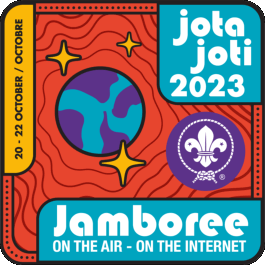 jota
joti
2023
20 - 22 OCTOBER / OCTOBRE
Jamboree
ON THE AIR - ON THE INTERNET